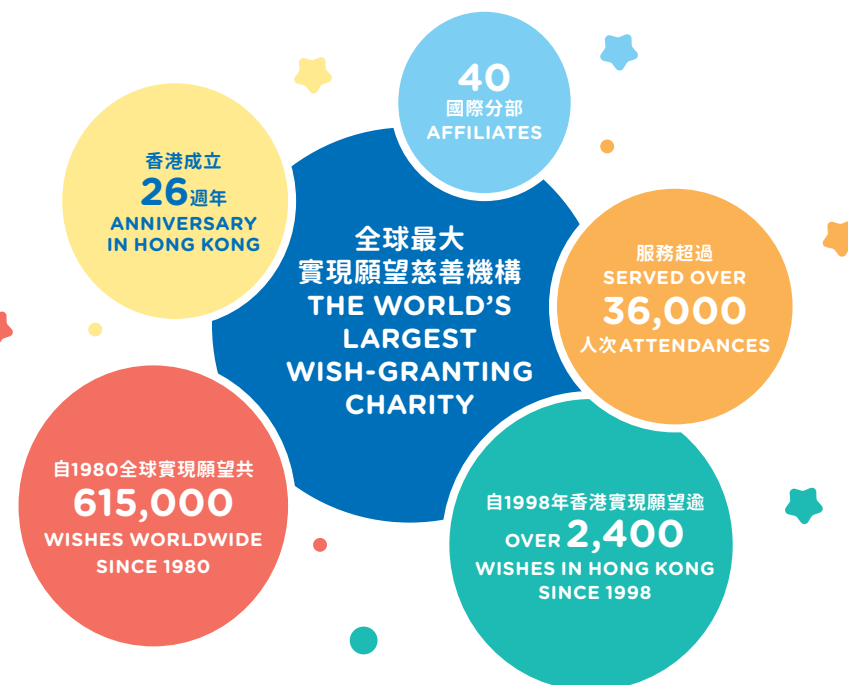 40
國際分部
AFFILIATES
香港成立
26週年
ANNIVERSARY
IN HONG KONG
全球最大
實現願望慈善機構
THE WORLD’S
LARGEST
WISH-GRANTING
CHARITY
服務超過
SERVED OVER
36,000
人次ATTENDANCES
自1980全球實現願望共
615,000
WISHES WORLDWIDE
SINCE 1980
自1998年香港實現願望逾
OVER 2,400
WISHES IN HONG KONG
SINCE 1998